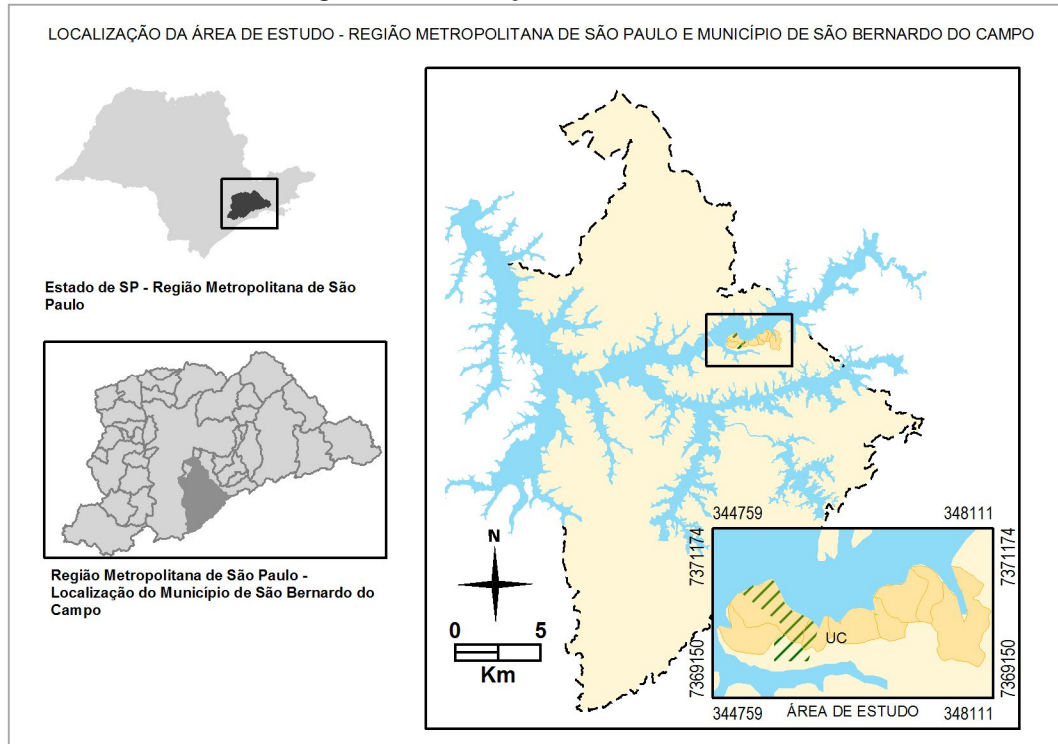 LOCALIZAÇÃO DA ÁREA DE ESTUDO - REGIÃO METROPOLITANA DE SÃO PAULO E MUNICÍPIO DE SÃO BERNARDO DO CAMPO
Estado de SP - Região Metropolitana de São
Paulo
Região Metropolitana de São Paulo -
Localização do Município de São Bernardo do
Campo
N
0 5
Km
344759 348111
7371174 7371174
UC
7369150 7369150
344759 ÁREA DE ESTUDO 348111